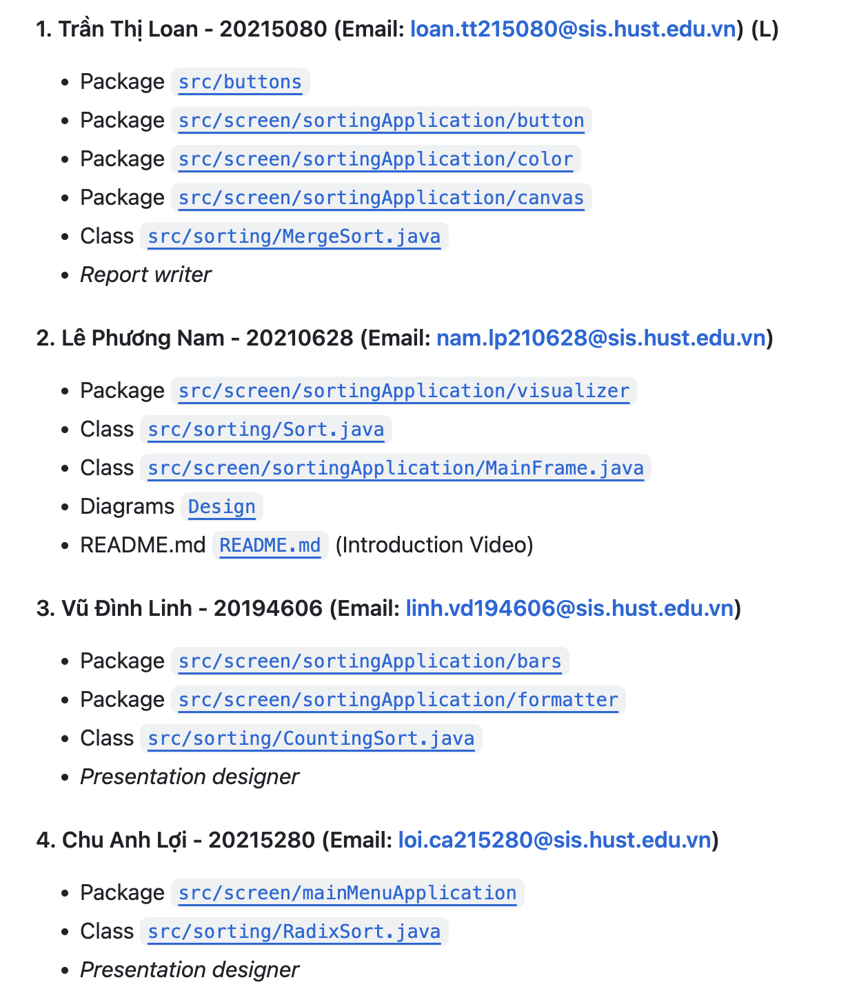 1. Trần Thị Loan - 20215080 (Email: loan.tt215080@sis.hust.edu.vn) (L)
• Package src/buttons
• Package src/screen/sortingApplication/button
• Package src/screen/sortingApplication/color
• Package src/screen/sortingApplication/canvas
• Class src/sorting/MergeSort.java
• Report writer
2. Lê Phương Nam - 20210628 (Email: nam.lp210628@sis.hust.edu.vn)
• Package src/screen/sortingApplication/visualizer
• Class src/sorting/Sort.java
• Class src/screen/sortingApplication/MainFrame.java
• Diagrams Design
• README.md README.md (Introduction Video)
3. Vũ Đình Linh - 20194606 (Email: linh.vd194606@sis.hust.edu.vn)
• Package src/screen/sortingApplication/bars
• Package src/screen/sortingApplication/formatter
• Class src/sorting/CountingSort.java
• Presentation designer
4. Chu Anh Lợi - 20215280 (Email: loi.ca215280@sis.hust.edu.vn)
• Package src/screen/mainMenuApplication
• Class src/sorting/RadixSort.java
• Presentation designer